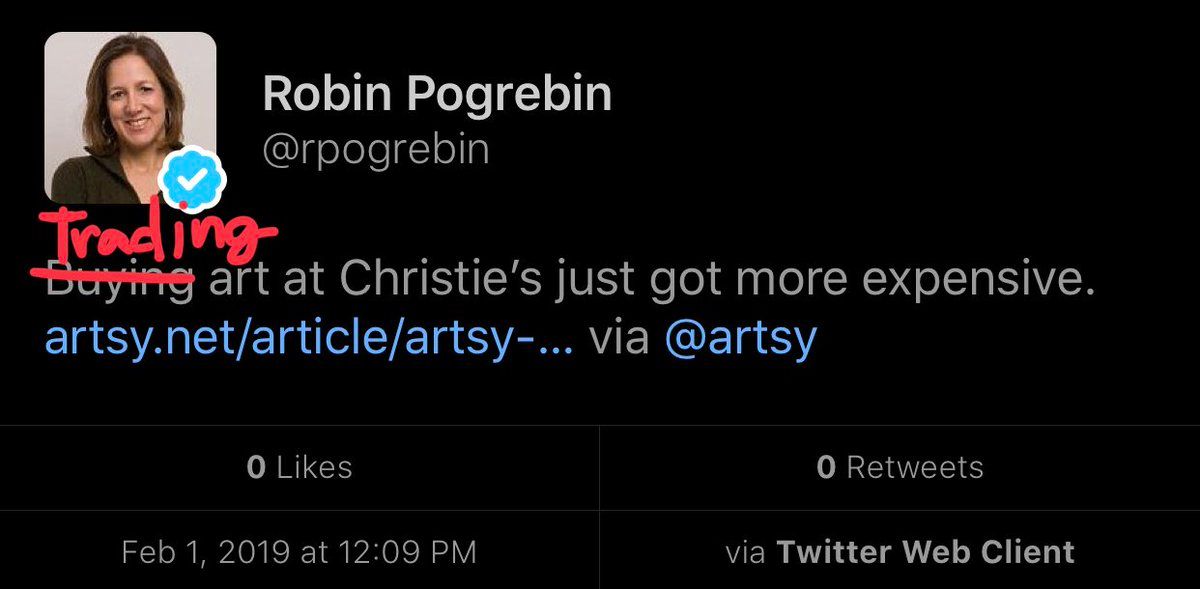 Robin Pogrebin
@rpogrebin
Trading
Buying art at Christie’s just got more expensive.
artsy.net/article/artsy-... via @artsy
0 Likes
0 Retweets
Feb 1, 2019 at 12:09 PM
via Twitter Web Client